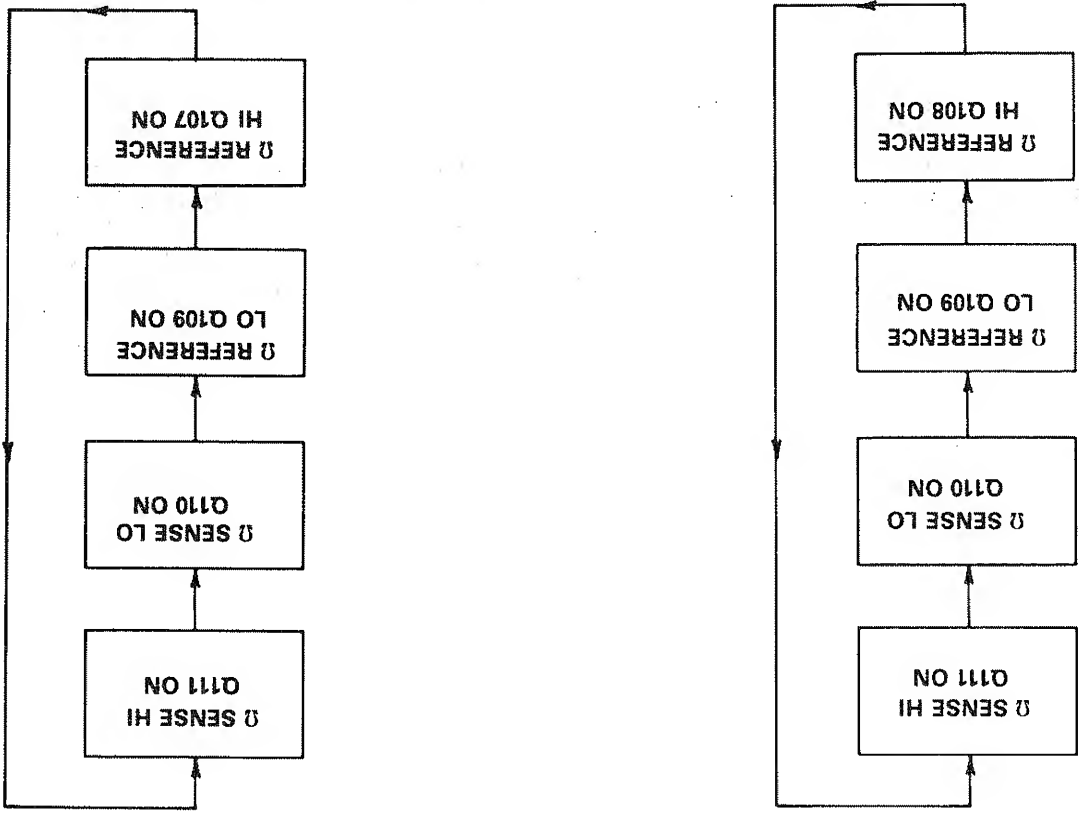 Ω SENSE HI
Q111 ON
Ω SENSE LO
Q110 ON
Ω REFERENCE
LO Q109 ON
Ω REFERENCE
HI Q108 ON
Ω SENSE HI
Q111 ON
Ω SENSE LO
Q110 ON
Ω REFERENCE
LO Q109 ON
Ω REFERENCE
HI Q107 ON